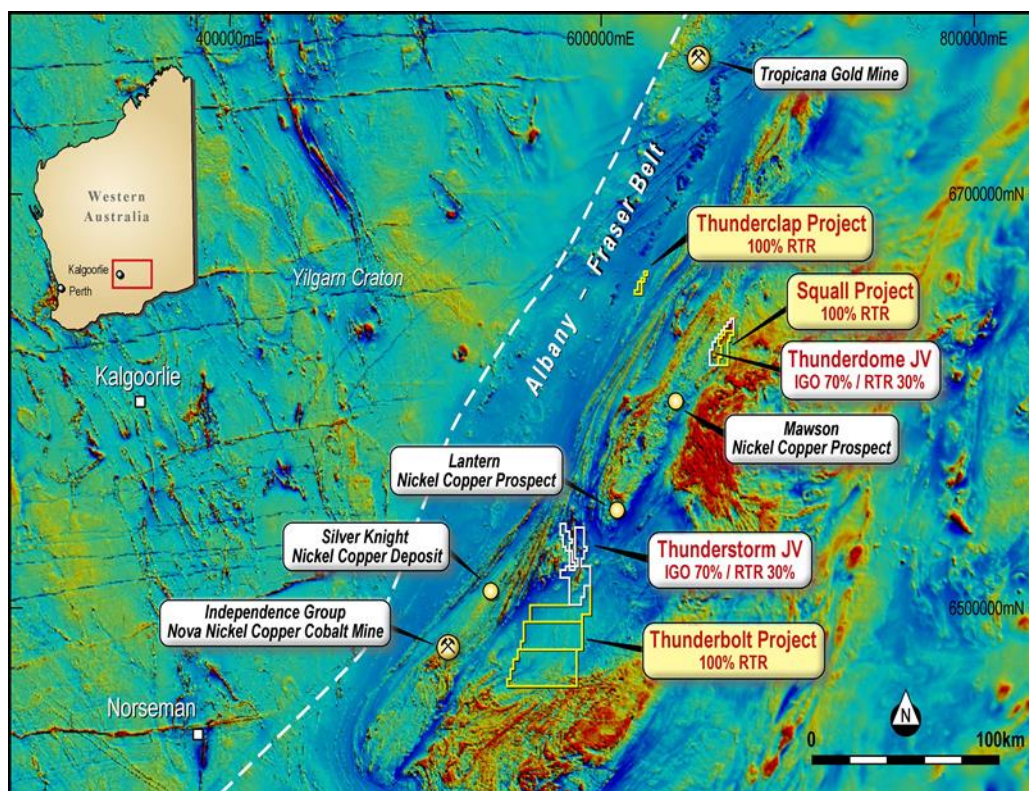 400000mE
600000mE
800000mE
Tropicana Gold Mine
Western
Australia
Kalgoorlie
Perth
Yilgarn Craton
Albany - Fraser Belt
6700000mN
Thunderclap Project
100% RTR
Squall Project
100% RTR
Thunderdome JV
IGO 70% / RTR 30%
Kalgoorlie
Mawson
Nickel Copper Prospect
Lantern
Nickel Copper Prospect
Silver Knight
Nickel Copper Deposit
Thunderstorm JV
IGO 70% / RTR 30%
Independence Group
Nova Nickel Copper Cobalt Mine
6500000mN
Thunderbolt Project
100% RTR
Norseman
N
0
100km